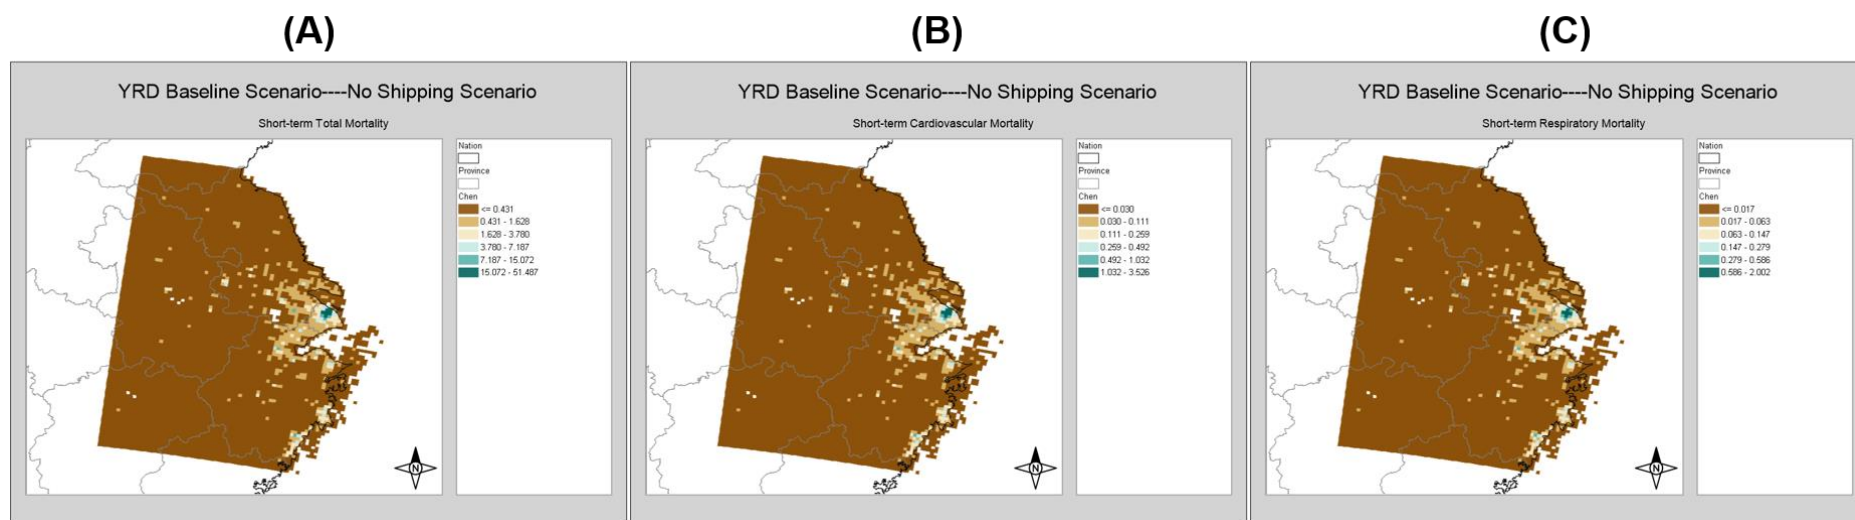 (A)
YRD Baseline Scenario----No Shipping Scenario
Short-term Total Mortality
Nation
Province
Chen
<= 0.431
0.431 - 1.628
1.628 - 3.780
3.780 - 7.187
7.187 - 15.072
15.072 - 51.487
N
(B)
YRD Baseline Scenario----No Shipping Scenario
Short-term Cardiovascular Mortality
Nation
Province
Chen
<= 0.030
0.030 - 0.111
0.111 - 0.259
0.259 - 0.492
0.492 - 1.032
1.032 - 3.526
N
(C)
YRD Baseline Scenario----No Shipping Scenario
Short-term Respiratory Mortality
Nation
Province
Chen
<= 0.017
0.017 - 0.063
0.063 - 0.147
0.147 - 0.279
0.279 - 0.586
0.586 - 2.002
N